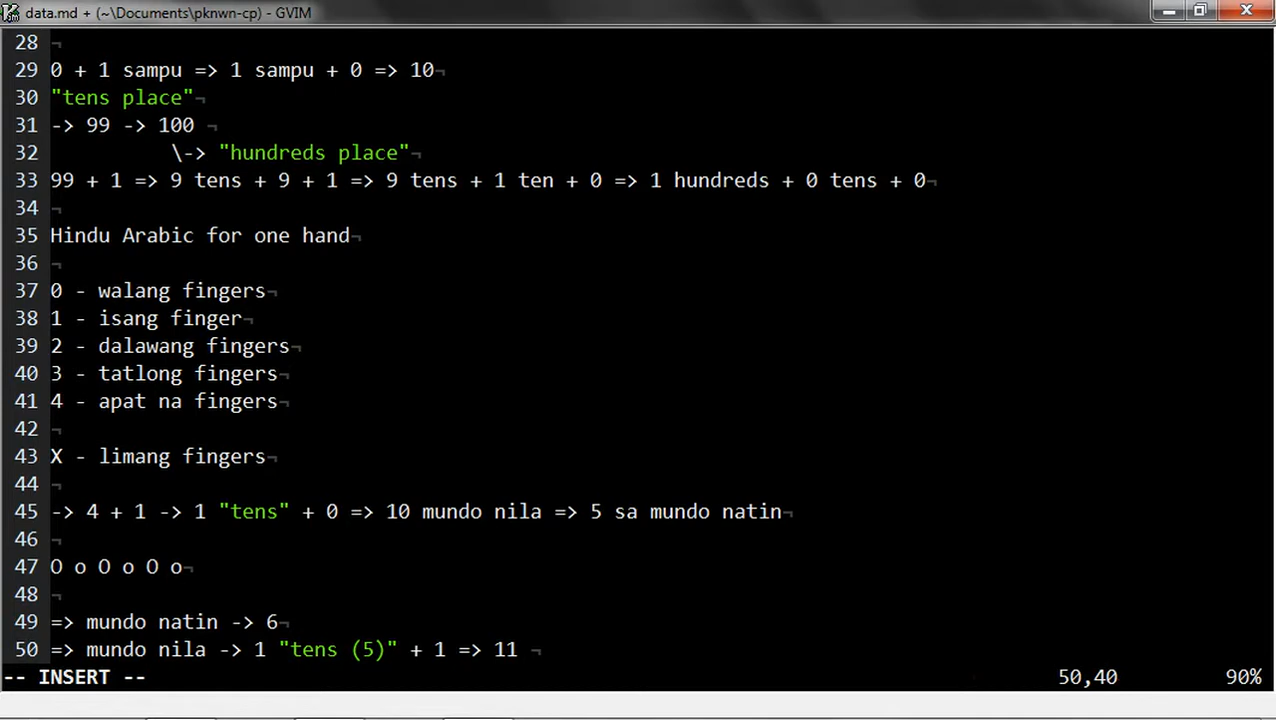 data.md + (~\Documents\pknwn-cp) - GVIM
28 ¬
29 0 + 1 sampu => 1 sampu + 0 => 10¬
30 "tens place"¬
31 -> 99 -> 100 ¬
32           \-> "hundreds place"¬
33 99 + 1 => 9 tens + 9 + 1 => 9 tens + 1 ten + 0 => 1 hundreds + 0 tens + 0¬
34 ¬
35 Hindu Arabic for one hand¬
36 ¬
37 0 - walang fingers¬
38 1 - isang finger¬
39 2 - dalawang fingers¬
40 3 - tatlong fingers¬
41 4 - apat na fingers¬
42 ¬
43 X - limang fingers¬
44 ¬
45 -> 4 + 1 -> 1 "tens" + 0 => 10 mundo nila => 5 sa mundo natin¬
46 ¬
47 O o O o O o¬
48 ¬
49 => mundo natin -> 6¬
50 => mundo nila -> 1 "tens (5)" + 1 => 11 ¬
-- INSERT -- 50,40 90%